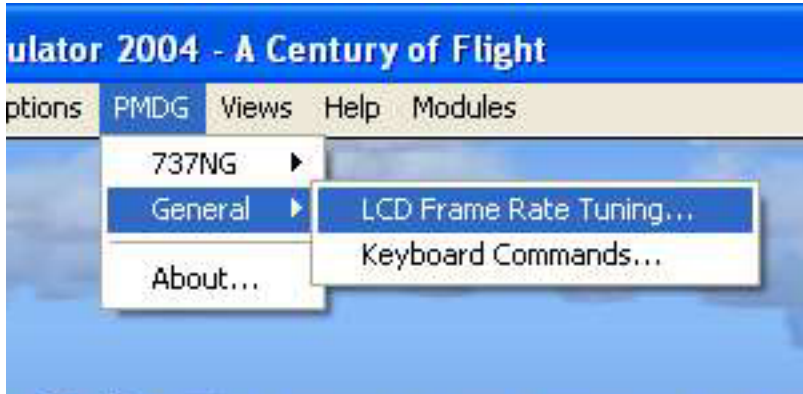 ulator 2004 - A Century of Flight
ptions PMDG Views Help Modules
737NG
General
LCD Frame Rate Tuning...
Keyboard Commands...
About...